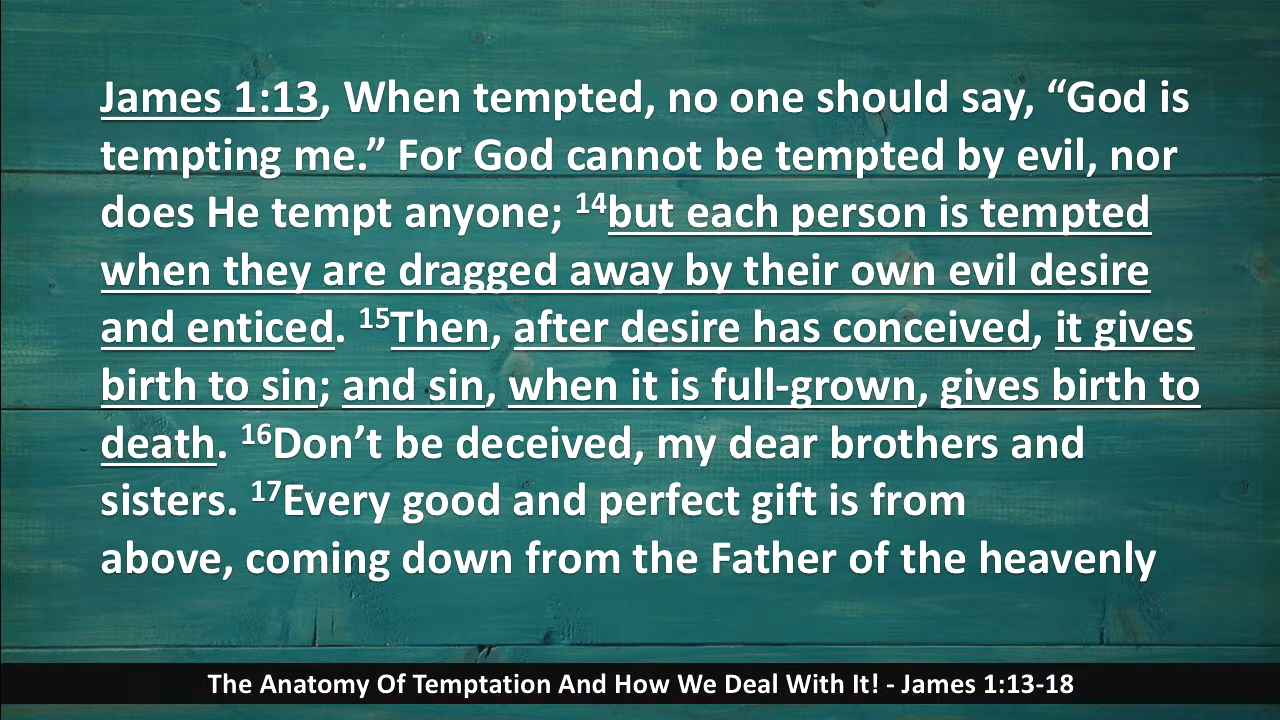 James 1:13, When tempted, no one should say, “God is
tempting me.” For God cannot be tempted by evil, nor
does He tempt anyone; 14but each person is tempted
when they are dragged away by their own evil desire
and enticed. 15Then, after desire has conceived, it gives
birth to sin; and sin, when it is full-grown, gives birth to
death. 16Don’t be deceived, my dear brothers and
sisters. 17Every good and perfect gift is from
above, coming down from the Father of the heavenly
The Anatomy Of Temptation And How We Deal With It! - James 1:13-18